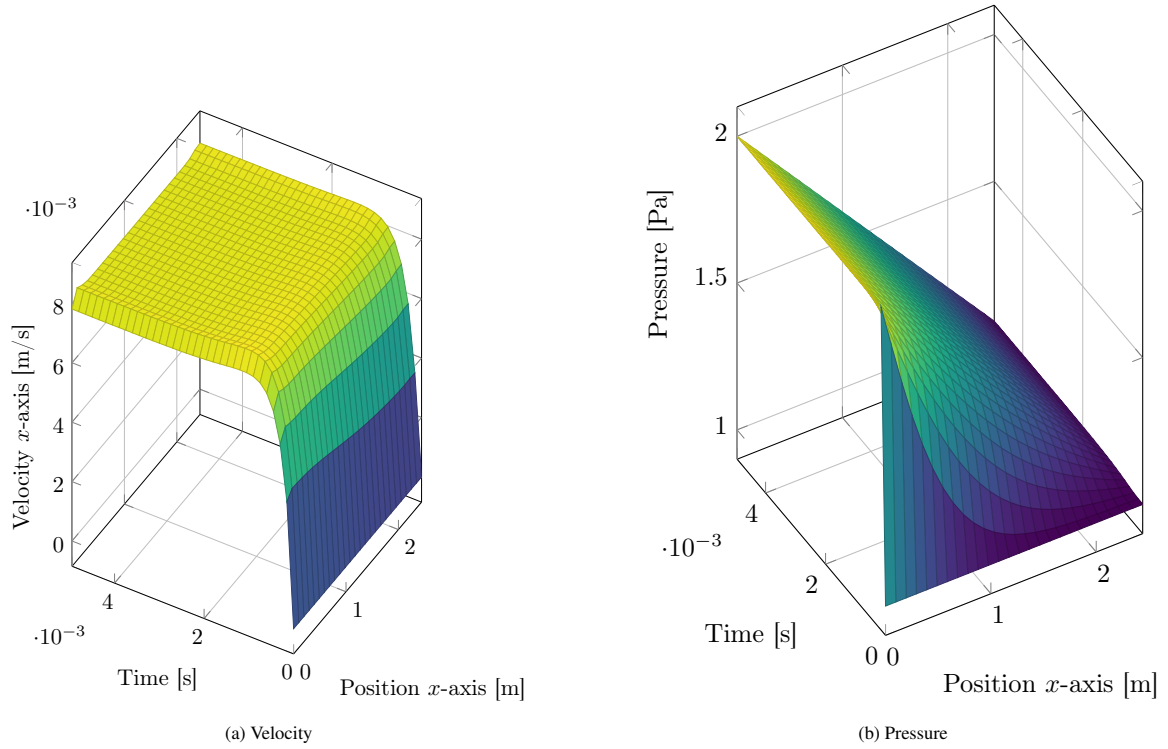 ·10⁻³
8
6
4
2
0
Velocity x-axis [m/s]
4
2
0
·10⁻³
Time [s]
0
1
2
Position x-axis [m]
(a) Velocity
2
1.5
1
Pressure [Pa]
4
2
0
·10⁻³
Time [s]
0
1
2
Position x-axis [m]
(b) Pressure